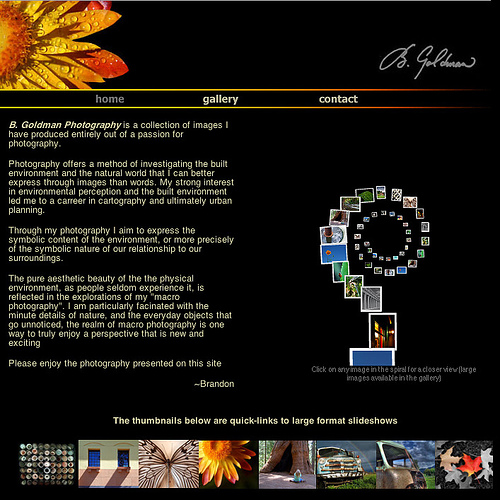 B. Goldman
home gallery contact
B. Goldman Photography is a collection of images I
have produced entirely out of a passion for
photography.
Photography offers a method of investigating the built
environment and the natural world that I can better
express through images than words. My strong interest
in environmental perception and the built environment
led me to a carreer in cartography and ultimately urban
planning.
Through my photography I aim to express the
symbolic content of the environment, or more precisely
of the symbolic nature of our relationship to our
surroundings.
The pure aesthetic beauty of the the physical
environment, as people seldom experience it, is
reflected in the explorations of my "macro
photography". I am particularly facinated with the
minute details of nature, and the everyday objects that
go unnoticed, the realm of macro photography is one
way to truly enjoy a perspective that is new and
exciting
Please enjoy the photography presented on this site
~Brandon
Click on any image in the spiral for a closer view (large
images available in the gallery)
The thumbnails below are quick-links to large format slideshows